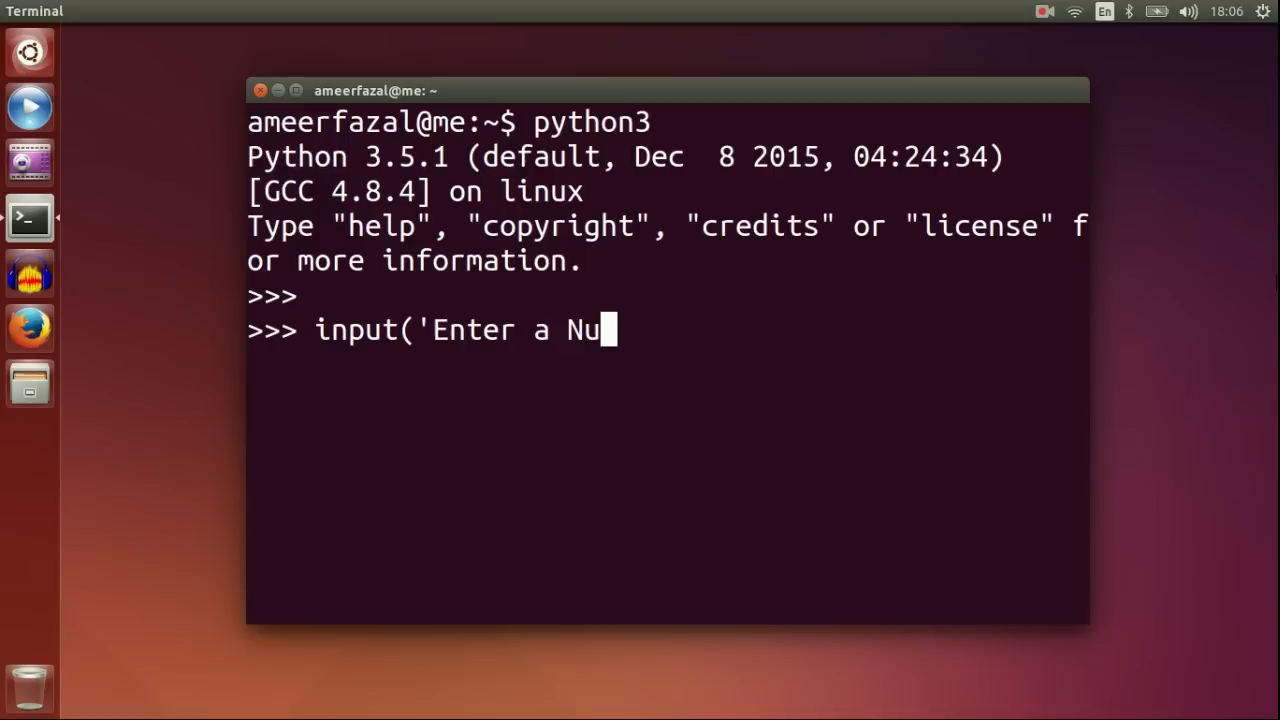 Terminal
En
18:06
ameerfazal@me: ~
ameerfazal@me:~$ python3
Python 3.5.1 (default, Dec  8 2015, 04:24:34)
[GCC 4.8.4] on linux
Type "help", "copyright", "credits" or "license" f
or more information.
>>>
>>> input('Enter a Nu